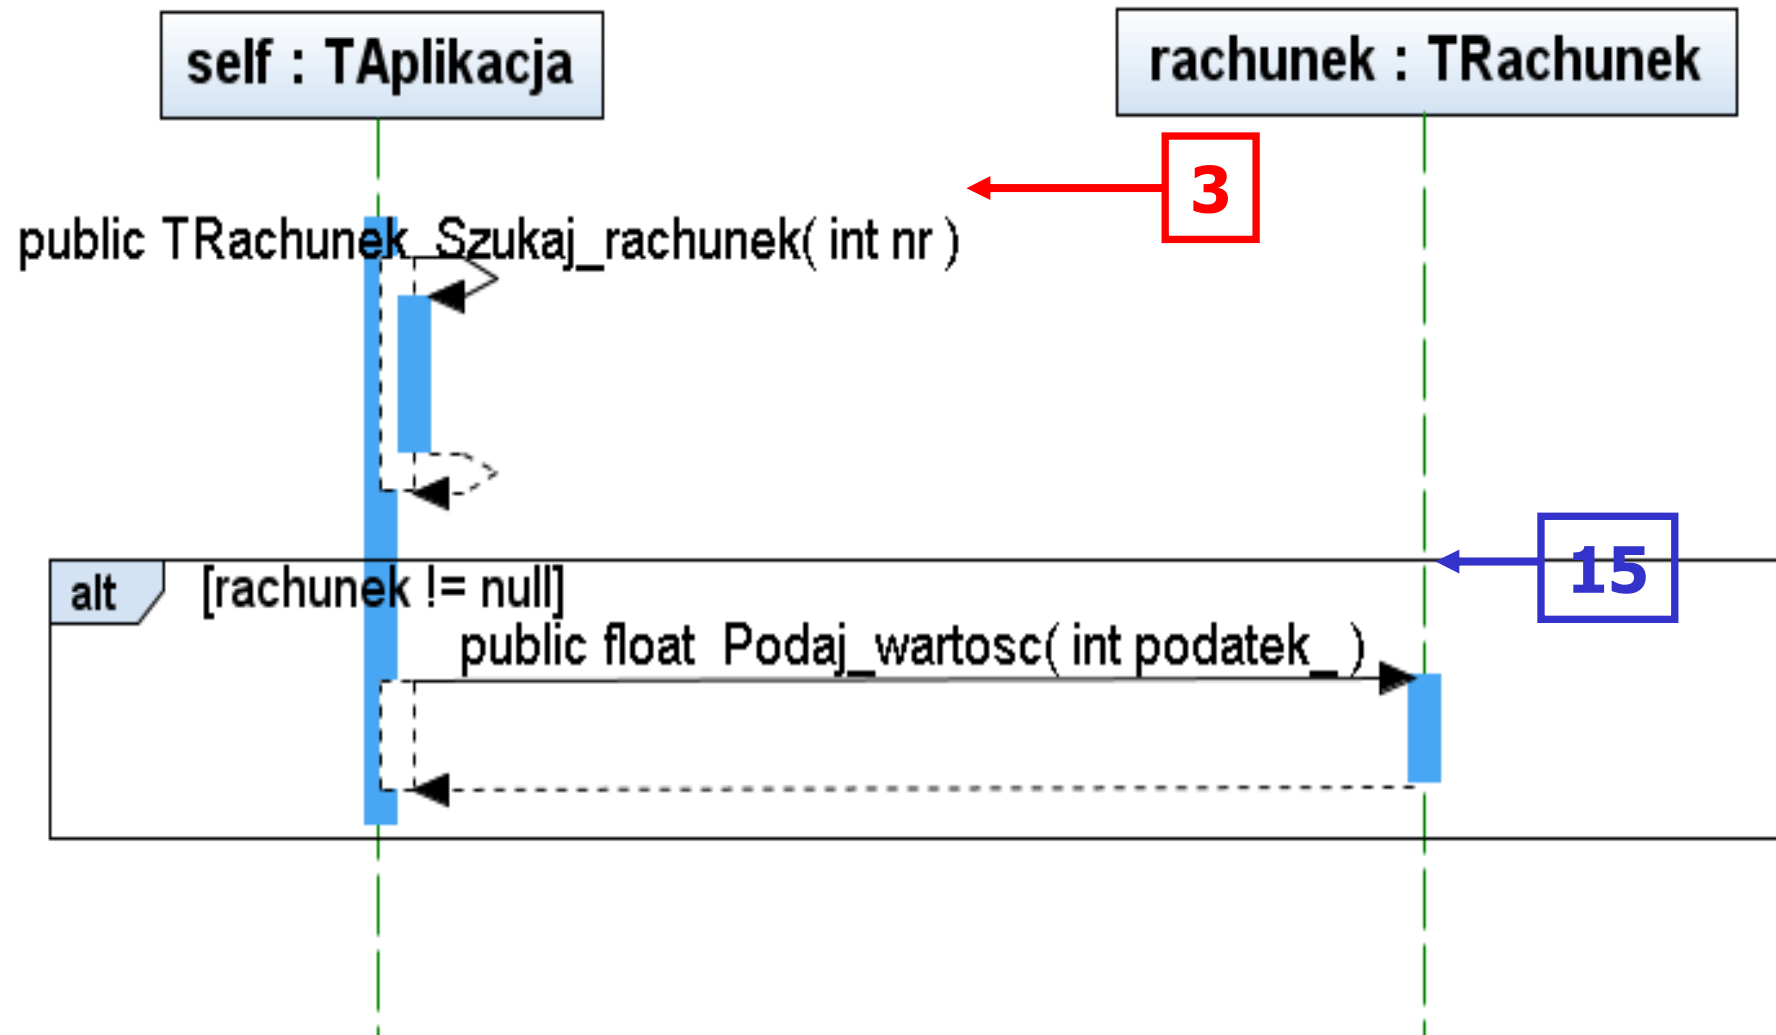 self : TAplikacja
rachunek : TRachunek
3
public TRachunek Szukaj_rachunek( int nr )
15
alt
[rachunek != null]
public float Podaj_wartosc( int podatek_ )